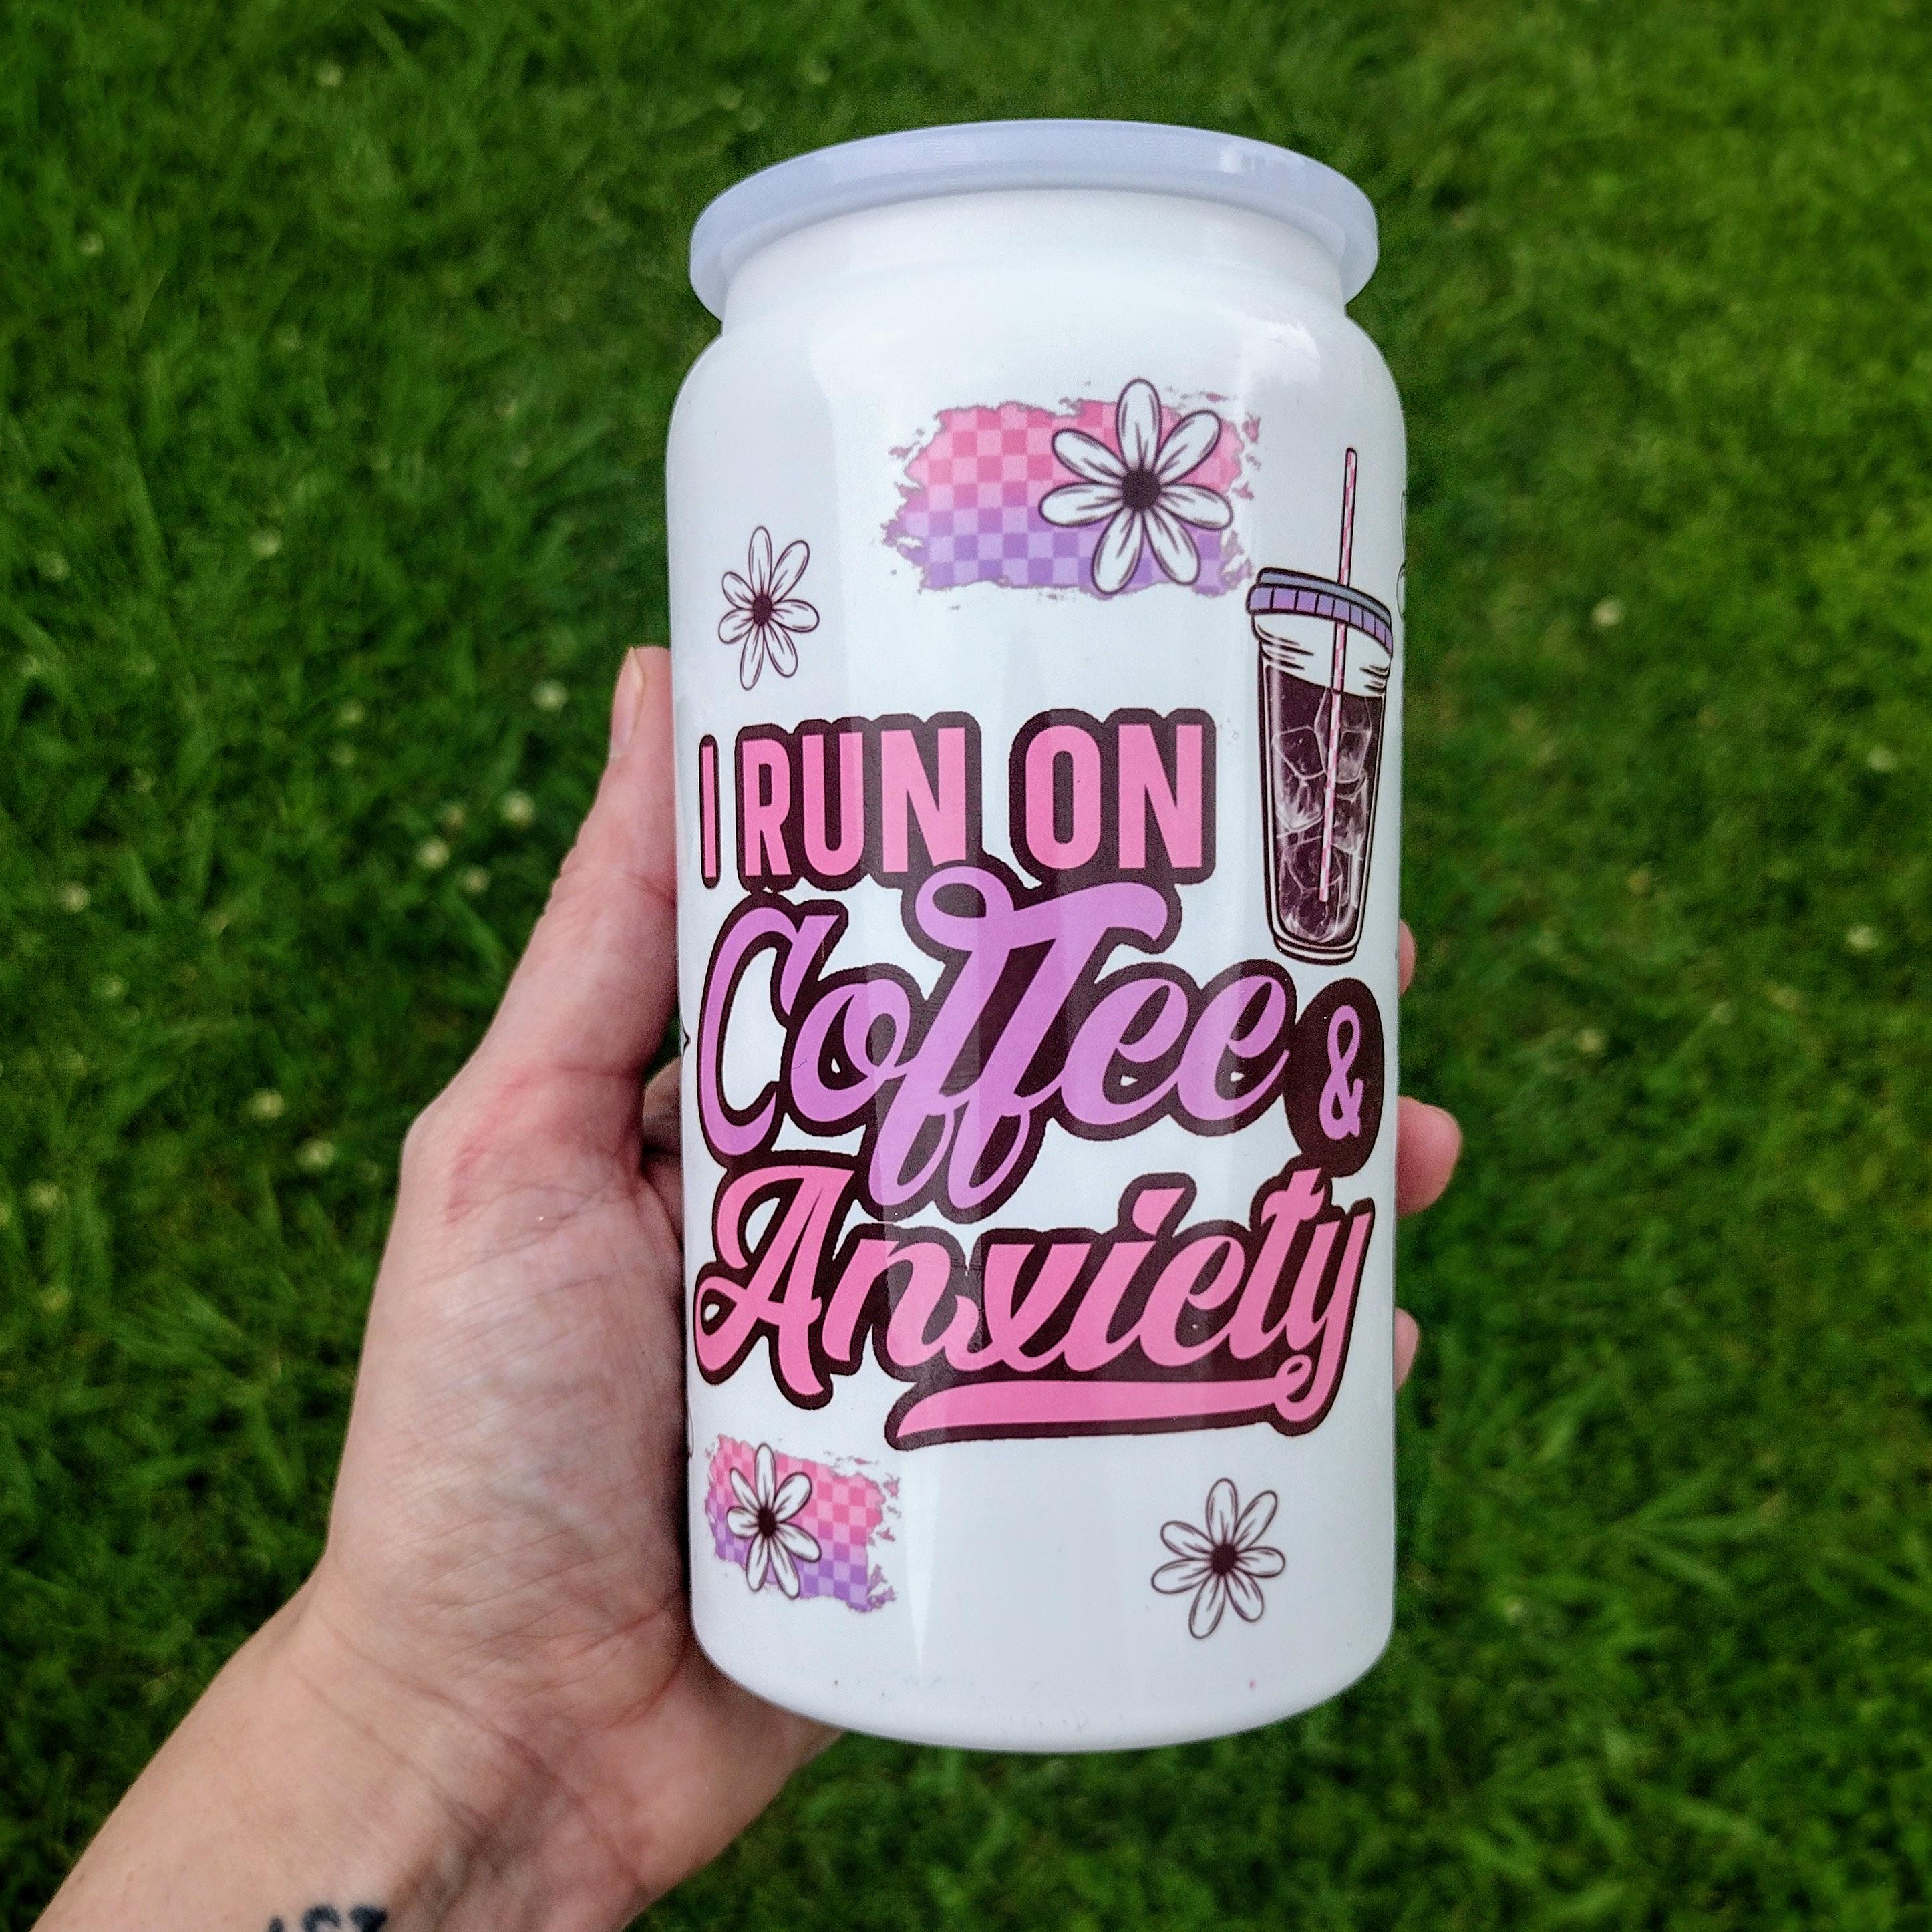 I RUN ON
Coffee &
Anxiety